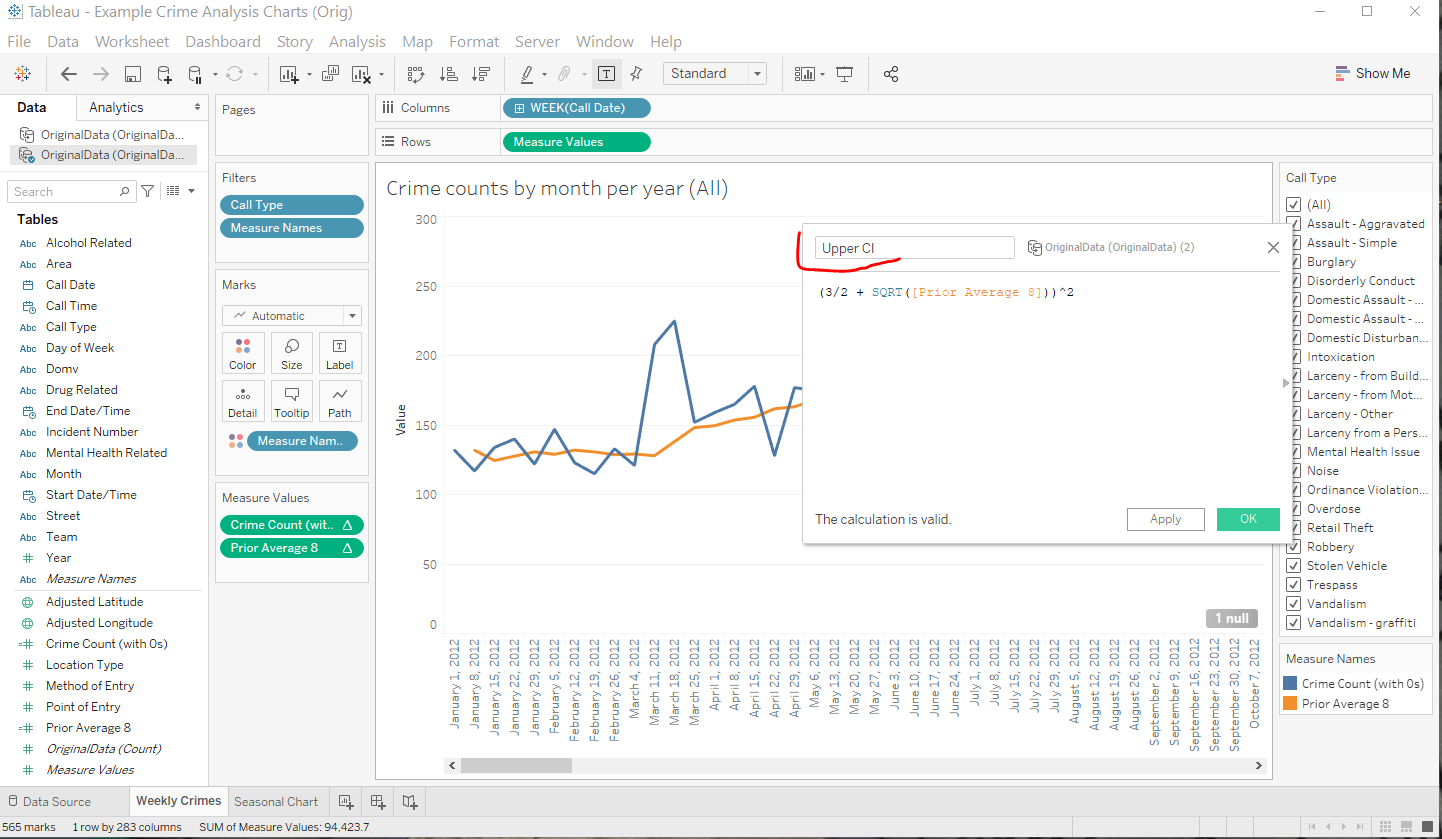 Tableau - Example Crime Analysis Charts (Orig)
File Data Worksheet Dashboard Story Analysis Map Format Server Window Help
Standard
Show Me
Data Analytics
OriginalData (OriginalDa...
OriginalData (OriginalDa...
Search
Tables
Abc Alcohol Related
Abc Area
Call Date
Call Time
Abc Call Type
Abc Day of Week
Abc Domv
Abc Drug Related
End Date/Time
Abc Incident Number
Abc Mental Health Related
Abc Month
Start Date/Time
Abc Street
Abc Team
# Year
Abc Measure Names
Adjusted Latitude
Adjusted Longitude
=# Crime Count (with 0s)
# Location Type
# Method of Entry
# Point of Entry
=# Prior Average 8
# OriginalData (Count)
# Measure Values
Pages
Filters
Call Type
Measure Names
Marks
Automatic
Color Size Label
Detail Tooltip Path
Measure Nam..
Measure Values
Crime Count (wit.. Δ
Prior Average 8 Δ
Columns
WEEK(Call Date)
Rows
Measure Values
Crime counts by month per year (All)
Value
300
250
200
150
100
50
0
January 1, 2012
January 8, 2012
January 15, 2012
January 22, 2012
January 29, 2012
February 5, 2012
February 12, 2012
February 19, 2012
February 26, 2012
March 4, 2012
March 11, 2012
March 18, 2012
March 25, 2012
April 1, 2012
April 8, 2012
April 15, 2012
April 22, 2012
April 29, 2012
May 6, 2012
May 13, 2012
May 20, 2012
May 27, 2012
June 3, 2012
June 10, 2012
June 17, 2012
June 24, 2012
July 1, 2012
July 8, 2012
July 15, 2012
July 22, 2012
July 29, 2012
August 5, 2012
August 12, 2012
August 19, 2012
August 26, 2012
September 2, 2012
September 9, 2012
September 16, 2012
September 23, 2012
September 30, 2012
October 7, 2012
1 null
Upper CI
OriginalData (OriginalData) (2)
(3/2 + SQRT([Prior Average 8]))^2
The calculation is valid.
Apply
OK
Call Type
(All)
Assault - Aggravated
Assault - Simple
Burglary
Disorderly Conduct
Domestic Assault - ...
Domestic Assault - ...
Domestic Disturban...
Intoxication
Larceny - from Build...
Larceny - from Mot...
Larceny - Other
Larceny from a Pers...
Mental Health Issue
Noise
Ordinance Violation...
Overdose
Retail Theft
Robbery
Stolen Vehicle
Trespass
Vandalism
Vandalism - graffiti
Measure Names
Crime Count (with 0s)
Prior Average 8
Data Source
Weekly Crimes
Seasonal Chart
565 marks 1 row by 283 columns SUM of Measure Values: 94,423.7